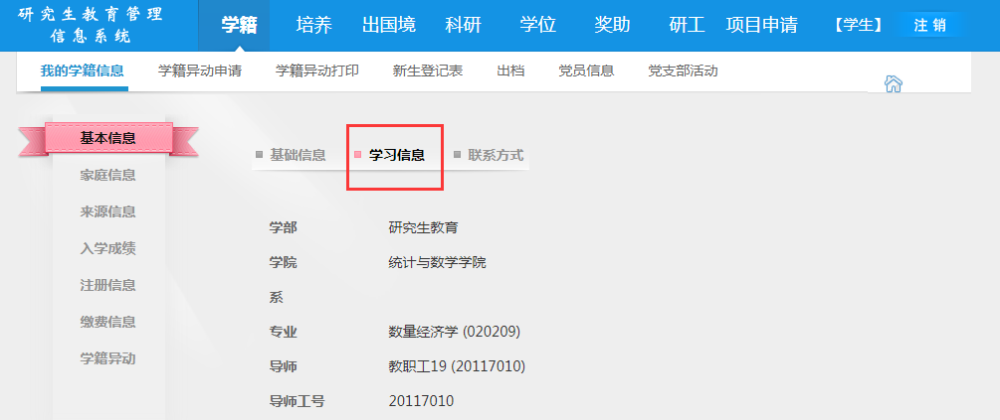 研究生教育管理
信息系统
学籍 培养 出国境 科研 学位 奖助 研工 项目申请 【学生】 注 销
我的学籍信息 学籍异动申请 学籍异动打印 新生登记表 出档 党员信息 党支部活动
基本信息
家庭信息
来源信息
入学成绩
注册信息
缴费信息
学籍异动
基础信息 学习信息 联系方式
学部 研究生教育
学院 统计与数学学院
系
专业 数量经济学 (020209)
导师 教职工19 (20117010)
导师工号 20117010